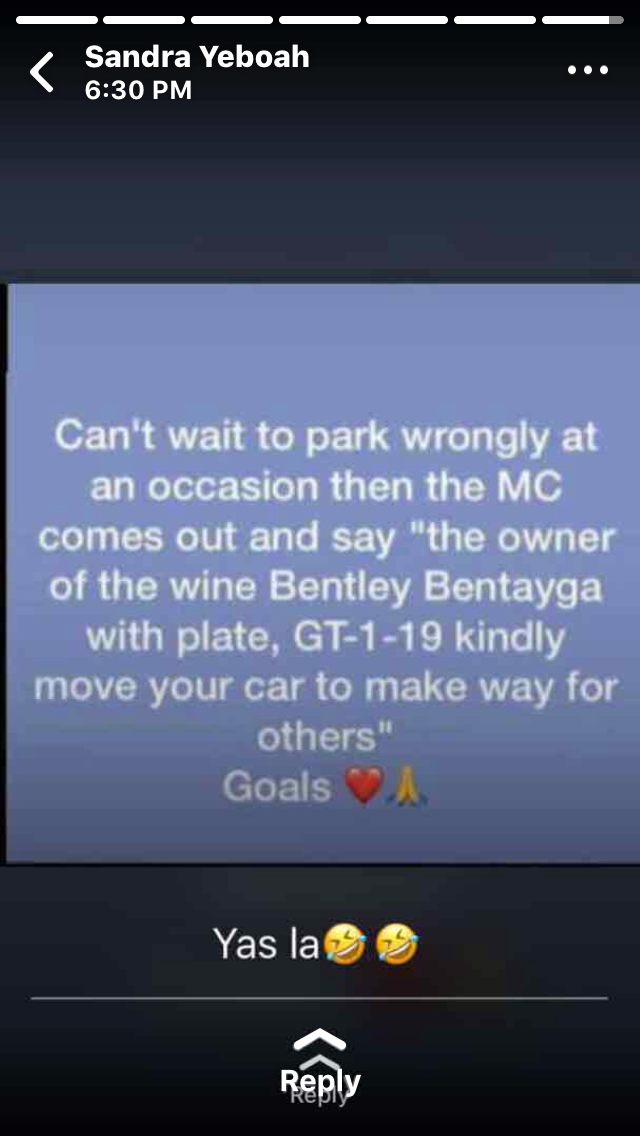 Sandra Yeboah
6:30 PM
Can't wait to park wrongly at
an occasion then the MC
comes out and say "the owner
of the wine Bentley Bentayga
with plate, GT-1-19 kindly
move your car to make way for
others"
Goals ❤️🙏
Yas la🤣🤣
Reply
Reply